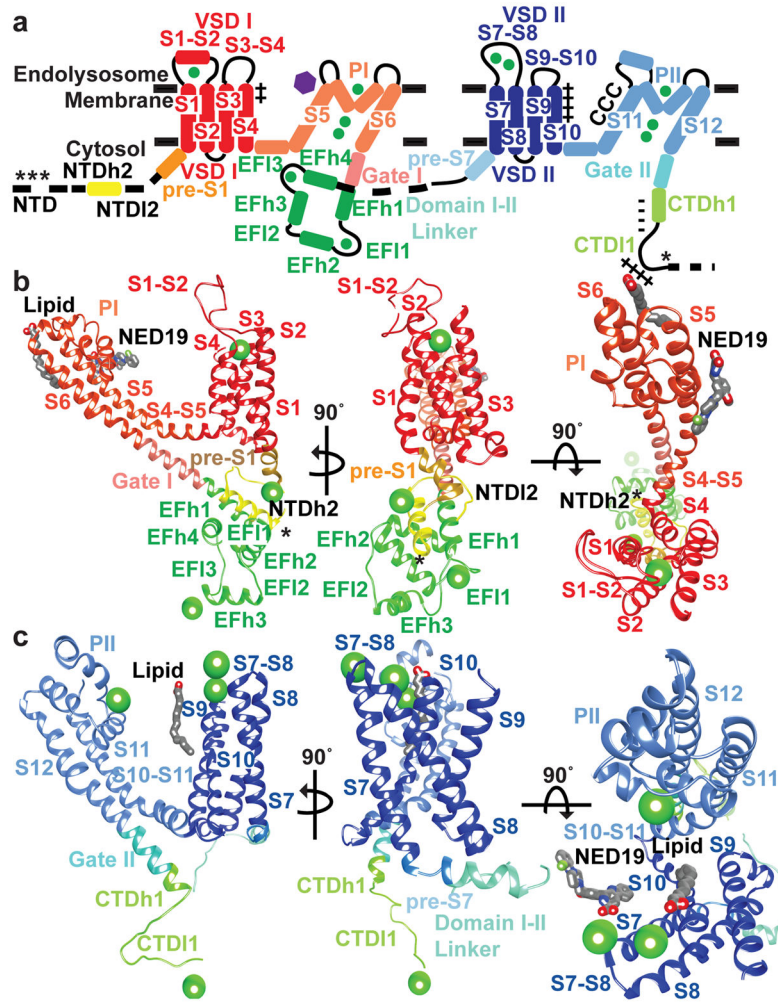 a
VSD I
S1-S2
S3-S4
Endolysosome
Membrane
S1
S3
S2
S4
Cytosol
***
NTD
NTDh2
NTDl2
pre-S1
VSD I
PI
S5
S6
EFl3
EFh4
Gate I
EFh3
EFh1
EFl2
EFl1
EFh2
Domain I-II
Linker
VSD II
S7-S8
S9-S10
S7
S9
S8
S10
pre-S7
VSD II
CCC
PII
S11
S12
Gate II
CTDh1
CTDl1
*
b
S1-S2
Lipid
PI
NED19
S3
S2
S4
S5
S6
S4-S5
S1
pre-S1
Gate I
NTDh2
EFh1
*
EFh4
EFl1
EFh2
EFl3
EFl2
EFh3
90°
S1-S2
S2
S1
S3
pre-S1
NTDl2
EFh1
*
EFl2
EFl1
EFh3
90°
S6
S5
NED19
PI
S4-S5
NTDh2
*
S4
S1
S1-S2
S3
S2
c
PII
Lipid
S7-S8
S9
S8
S11
S12
S10-S11
S10
S7
Gate II
CTDh1
CTDl1
90°
S7-S8
S10
S9
S7
S8
CTDh1
pre-S7
CTDl1
Domain I-II
Linker
90°
S12
PII
S11
S10-S11
S9
NED19
Lipid
S10
S7
S7-S8
S8